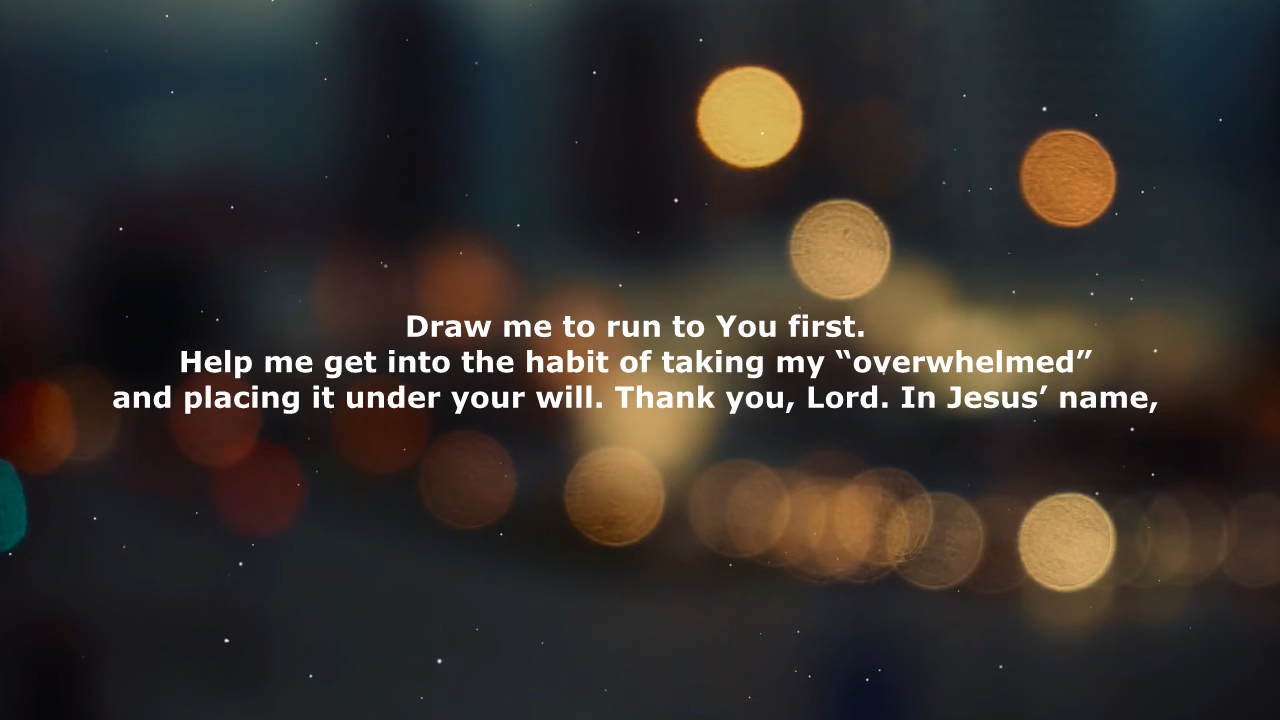 Draw me to run to You first.
Help me get into the habit of taking my “overwhelmed”
and placing it under your will. Thank you, Lord. In Jesus’ name,